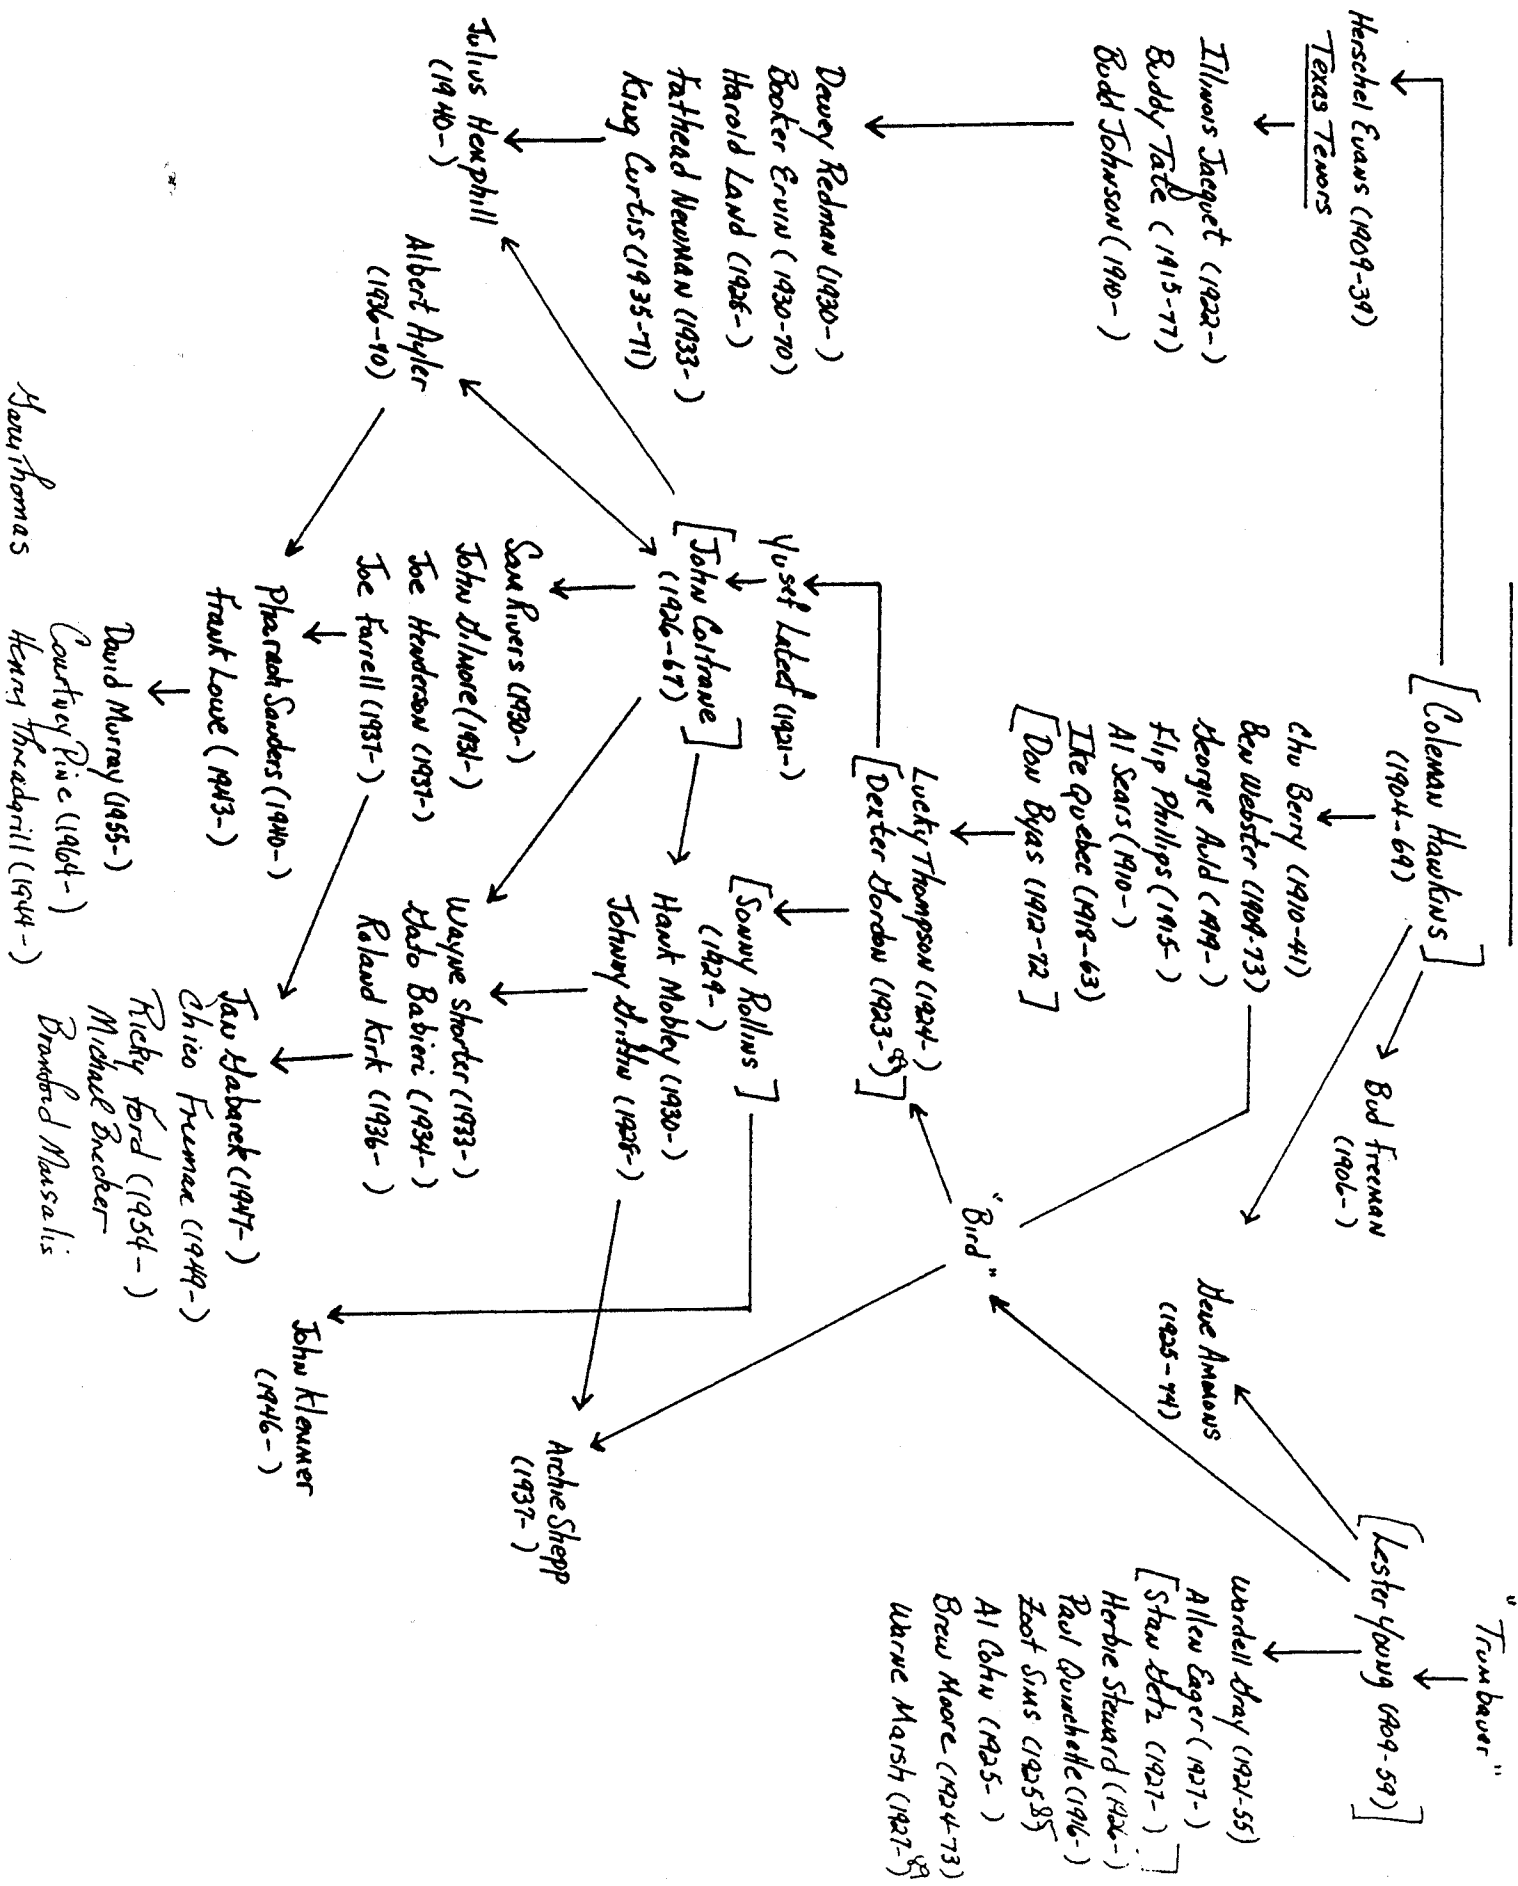 "Trumbauer"
[Coleman Hawkins]
(1904-69)
[Lester Young (1909-59)]
Herschel Evans (1909-39)
Texas Tenors
Bud Freeman
(1906-)
Illinois Jacquet (1922-)
Buddy Tate (1915-77)
Budd Johnson (1910-)
Chu Berry (1910-41)
Ben Webster (1909-73)
Georgie Auld (1919-)
Flip Phillips (1915-)
Al Sears (1910-)
Ike Quebec (1918-63)
[Don Byas (1912-72)]
Gene Ammons
(1925-74)
Wardell Gray (1921-55)
Allen Eager (1927-)
[Stan Getz (1927-)]
Herbie Steward (1926-)
Paul Quinchette (1916-)
Zoot Sims (1925-85)
Al Cohn (1925-)
Brew Moore (1924-73)
Warne Marsh (1927-)
"Bird"
Lucky Thompson (1924-)
[Dexter Gordon (1923-89)]
Dewey Redman (1930-)
Booker Ervin (1930-70)
Harold Land (1928-)
Fathead Newman (1933-)
King Curtis (1935-71)
Yusef Lateef (1921-)
[John Coltrane]
(1926-67)
[Sonny Rollins]
(1929-)
Hank Mobley (1930-)
Johnny Griffin (1928-)
Julius Hemphill
(1940-)
Albert Ayler
(1936-70)
Sam Rivers (1930-)
John Gilmore (1931-)
Joe Henderson (1937-)
Joe Farrell (1937-)
Wayne Shorter (1933-)
Gato Babieri (1934-)
Roland Kirk (1936-)
Archie Shepp
(1937-)
Pharaoh Sanders (1940-)
Frank Lowe (1943-)
Jan Gabarek (1947-)
Chico Freeman (1949-)
Ricky Ford (1954-)
Michael Brecker
Branford Marsalis
John Klemmer
(1946-)
David Murray (1955-)
Courtney Pine (1964-)
Henry Threadgrill (1944-)
Gary Thomas